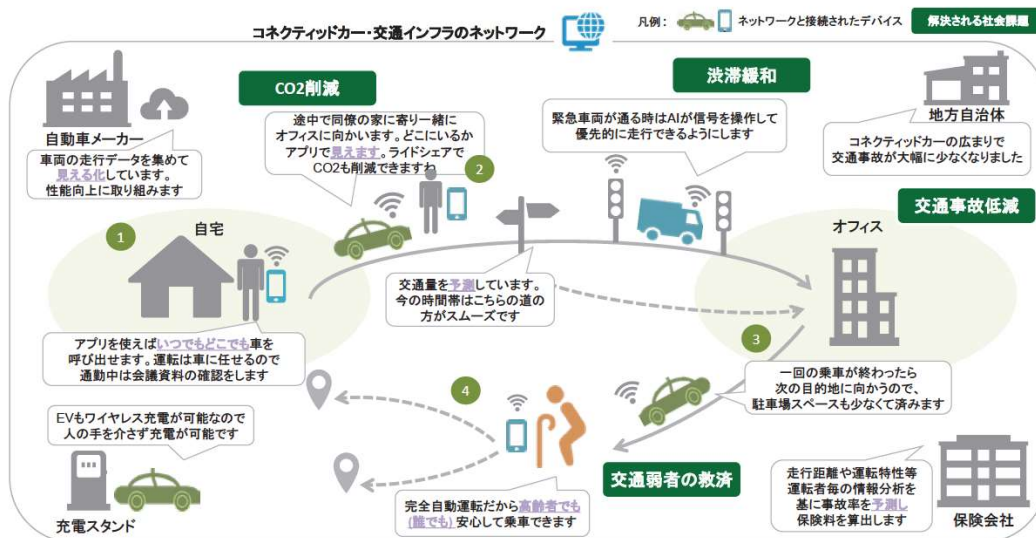 コネクティッドカー・交通インフラのネットワーク
凡例：
ネットワークと接続されたデバイス
解決される社会課題
自動車メーカー
車両の走行データを集めて
見える化しています。
性能向上に取り組みます
CO2削減
途中で同僚の家に寄り一緒に
オフィスに向かいます。どこにいるか
アプリで見えます。ライドシェアで
CO2も削減できますね
2
渋滞緩和
緊急車両が通る時はAIが信号を操作して
優先的に走行できるようにします
地方自治体
コネクティッドカーの広まりで
交通事故が大幅に少なくなりました
交通事故低減
1
自宅
アプリを使えばいつでもどこでも車を
呼び出せます。運転は車に任せるので
通勤中は会議資料の確認をします
交通量を予測しています。
今の時間帯はこちらの道の
方がスムーズです
オフィス
3
一回の乗車が終わったら
次の目的地に向かうので、
駐車場スペースも少なくて済みます
4
EVもワイヤレス充電が可能なので
人の手を介さず充電が可能です
充電スタンド
完全自動運転だから高齢者でも
(誰でも)安心して乗車できます
交通弱者の救済
走行距離や運転特性等
運転者毎の情報分析を
基に事故率を予測し
保険料を算出します
保険会社